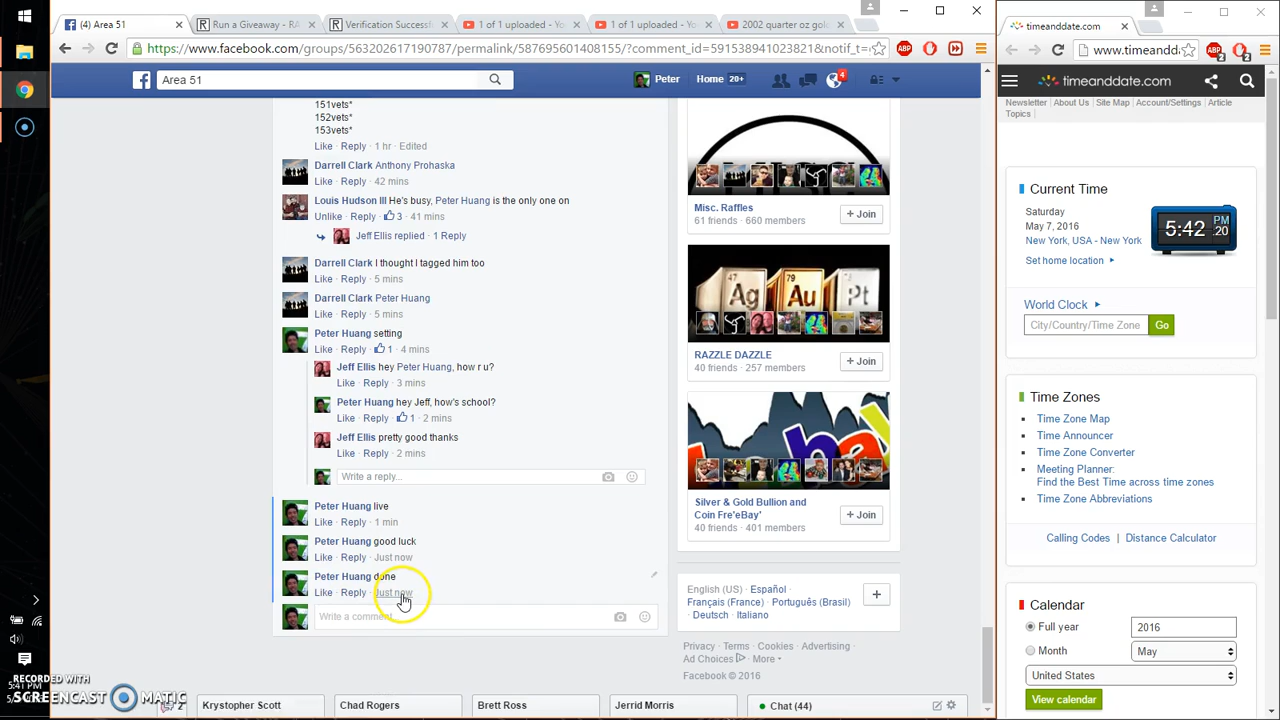 (4) Area 51
Run a Giveaway - RA
Verification Successf
1 of 1 uploaded - Yo
1 of 1 uploaded - Yo
2002 quarter oz gol
timeanddate.com
https://www.facebook.com/groups/563202617190787/permalink/587695601408155/?comment_id=
www.timeandda
Area 51
Peter
Home 20+
4
151vets*
152vets*
153vets*
Like · Reply · 1 hr · Edited
Darrell Clark Anthony Prohaska
Like · Reply · 42 mins
Louis Hudson III He's busy, Peter Huang is the only one on
Unlike · Reply · 3 · 41 mins
Jeff Ellis replied · 1 Reply
Darrell Clark I thought I tagged him too
Like · Reply · 5 mins
Darrell Clark Peter Huang
Like · Reply · 5 mins
Peter Huang setting
Like · Reply · 1 · 4 mins
Jeff Ellis hey Peter Huang, how r u?
Like · Reply · 3 mins
Peter Huang hey Jeff, how's school?
Like · Reply · 1 · 2 mins
Jeff Ellis pretty good thanks
Like · Reply · 2 mins
Write a reply...
Peter Huang live
Like · Reply · 1 min
Peter Huang good luck
Like · Reply · Just now
Peter Huang done
Like · Reply · Just now
Write a comment...
Misc. Raffles
61 friends · 660 members
+ Join
47 79 78
Ag Au Pt
RAZZLE DAZZLE
40 friends · 257 members
+ Join
Silver & Gold Bullion and
Coin Fre'eBay'
40 friends · 401 members
+ Join
English (US) · Español ·
Français (France) · Português (Brasil)
· Deutsch · Italiano
+
Privacy · Terms · Cookies · Advertising ·
Ad Choices · More
Facebook © 2016
Krystopher Scott
Chad Rogers
Brett Ross
Jerrid Morris
Chat (44)
timeanddate.com
Newsletter About Us Site Map Account/Settings Article
Topics
Current Time
Saturday
May 7, 2016
New York, USA - New York
Set home location
5:42 PM 20
World Clock
City/Country/Time Zone
Go
Time Zones
Time Zone Map
Time Announcer
Time Zone Converter
Meeting Planner:
Find the Best Time across time zones
Time Zone Abbreviations
Calling Codes | Distance Calculator
Calendar
Full year
2016
Month
May
United States
View calendar
5:41 PM
RECORDED WITH
SCREENCAST MATIC